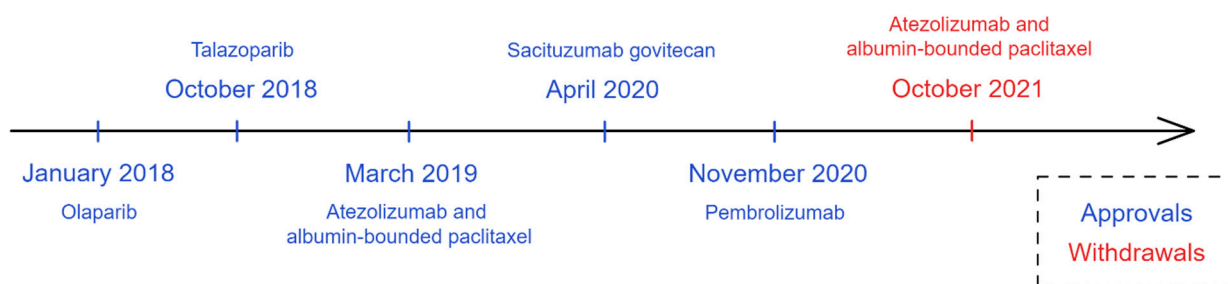 Talazoparib
October 2018
Sacituzumab govitecan
April 2020
Atezolizumab and
albumin-bounded paclitaxel
October 2021
January 2018
Olaparib
March 2019
Atezolizumab and
albumin-bounded paclitaxel
November 2020
Pembrolizumab
Approvals
Withdrawals